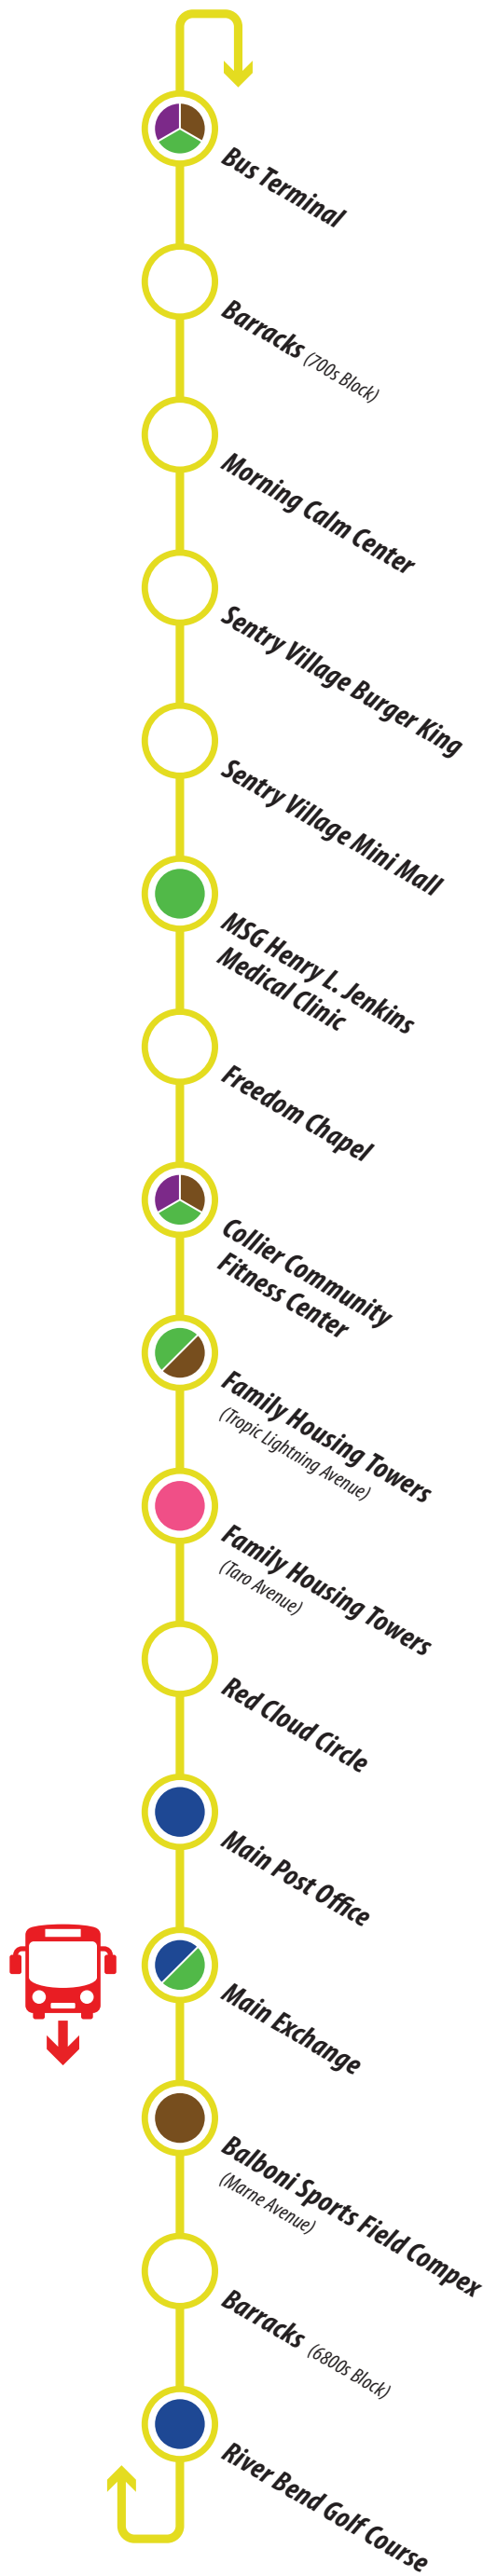 Bus Terminal
Barracks (700s Block)
Morning Calm Center
Sentry Village Burger King
Sentry Village Mini Mall
MSG Henry L. Jenkins
Medical Clinic
Freedom Chapel
Collier Community
Fitness Center
Family Housing Towers
(Tropic Lightning Avenue)
Family Housing Towers
(Taro Avenue)
Red Cloud Circle
Main Post Office
Main Exchange
Balboni Sports Field Compex
(Marne Avenue)
Barracks (6800s Block)
River Bend Golf Course